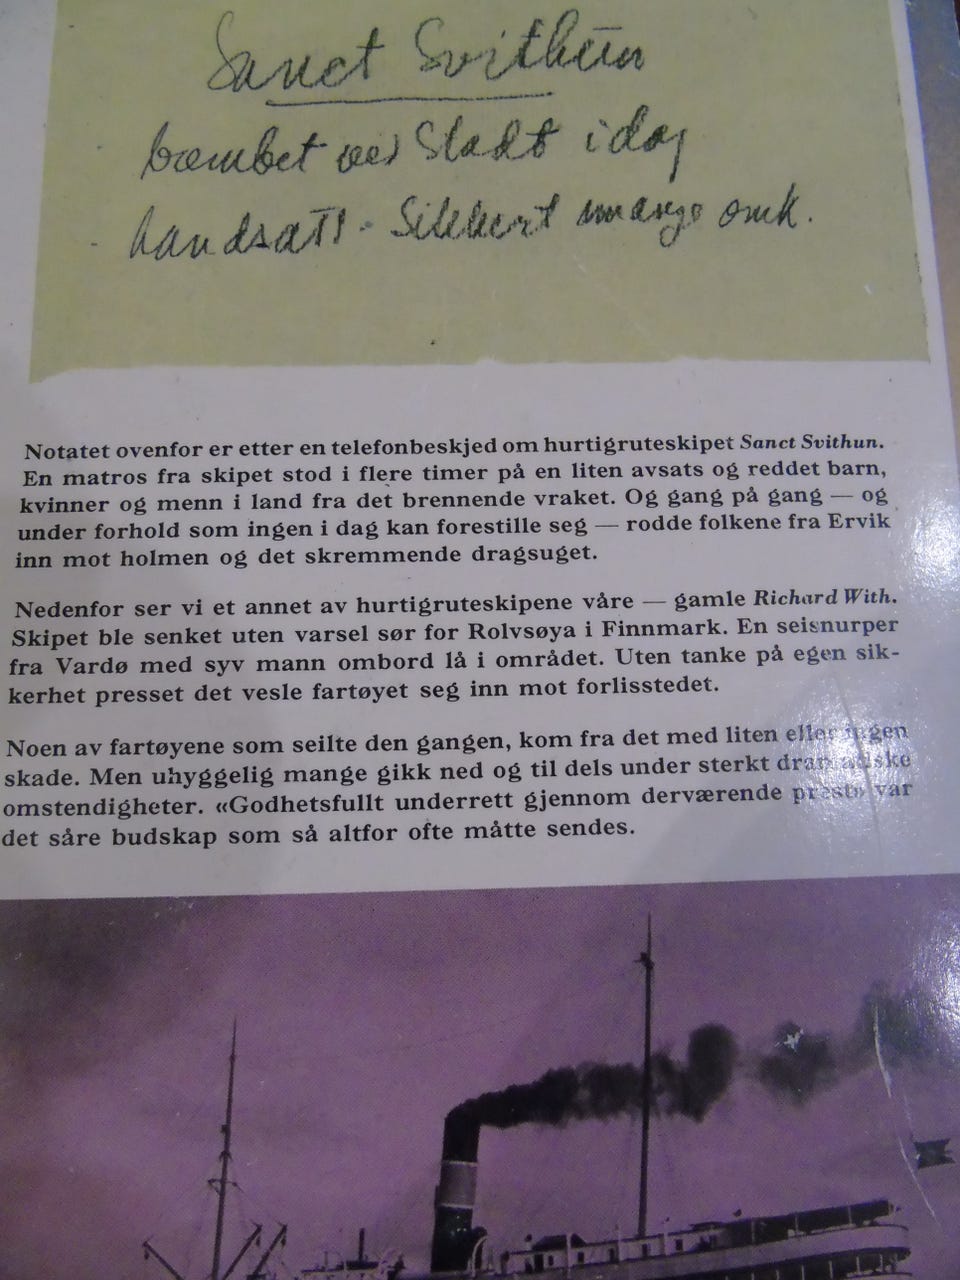 Sanct Svithun
bombet ved Stadt idag
landsatt. Sikkert mange omk.
Notatet ovenfor er etter en telefonbeskjed om hurtigruteskipet Sanct Svithun.
En matros fra skipet stod i flere timer på en liten avsats og reddet barn,
kvinner og menn i land fra det brennende vraket. Og gang på gang — og
under forhold som ingen i dag kan forestille seg — rodde folkene fra Ervik
inn mot holmen og det skremmende dragsuget.
Nedenfor ser vi et annet av hurtigruteskipene våre — gamle Richard With.
Skipet ble senket uten varsel sør for Rolvsøya i Finnmark. En seisnurper
fra Vardø med syv mann ombord lå i området. Uten tanke på egen sik-
kerhet presset det vesle fartøyet seg inn mot forlisstedet.
Noen av fartøyene som seilte den gangen, kom fra det med liten eller ingen
skade. Men uhyggelig mange gikk ned og til dels under sterkt dramatiske
omstendigheter. «Godhetsfullt underrett gjennom derværende prest» var
det såre budskap som så altfor ofte måtte sendes.